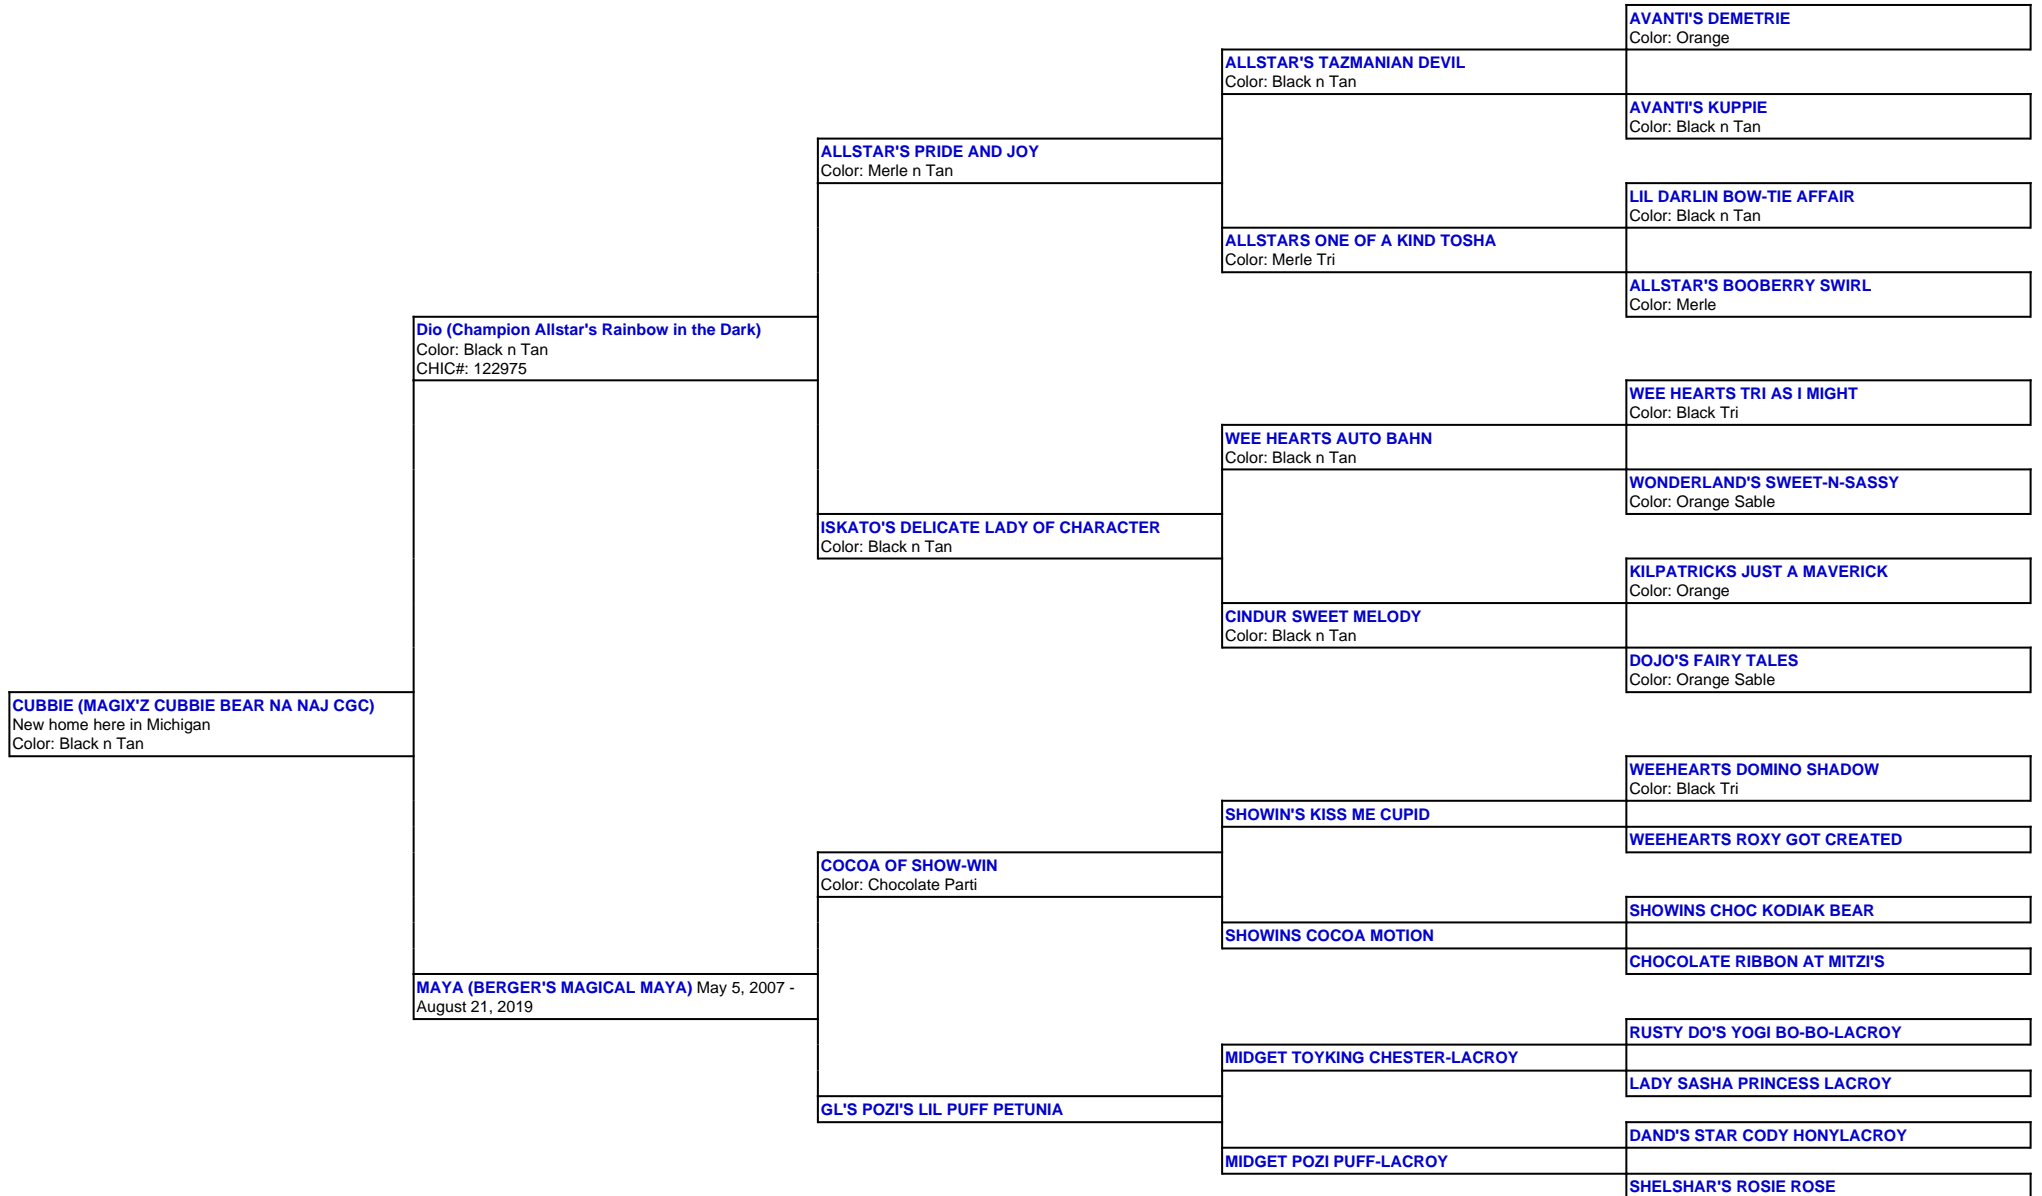 AVANTI'S DEMETRIE
Color: Orange
ALLSTAR'S TAZMANIAN DEVIL
Color: Black n Tan
AVANTI'S KUPPIE
Color: Black n Tan
ALLSTAR'S PRIDE AND JOY
Color: Merle n Tan
LIL DARLIN BOW-TIE AFFAIR
Color: Black n Tan
ALLSTARS ONE OF A KIND TOSHA
Color: Merle Tri
ALLSTAR'S BOOBERRY SWIRL
Color: Merle
Dio (Champion Allstar's Rainbow in the Dark)
Color: Black n Tan
CHIC#: 122975
WEE HEARTS TRI AS I MIGHT
Color: Black Tri
WEE HEARTS AUTO BAHN
Color: Black n Tan
WONDERLAND'S SWEET-N-SASSY
Color: Orange Sable
ISKATO'S DELICATE LADY OF CHARACTER
Color: Black n Tan
KILPATRICKS JUST A MAVERICK
Color: Orange
CINDUR SWEET MELODY
Color: Black n Tan
DOJO'S FAIRY TALES
Color: Orange Sable
CUBBIE (MAGIX'Z CUBBIE BEAR NA NAJ CGC)
New home here in Michigan
Color: Black n Tan
WEEHEARTS DOMINO SHADOW
Color: Black Tri
SHOWIN'S KISS ME CUPID
WEEHEARTS ROXY GOT CREATED
COCOA OF SHOW-WIN
Color: Chocolate Parti
SHOWINS CHOC KODIAK BEAR
SHOWINS COCOA MOTION
CHOCOLATE RIBBON AT MITZI'S
MAYA (BERGER'S MAGICAL MAYA) May 5, 2007 -
August 21, 2019
RUSTY DO'S YOGI BO-BO-LACROY
MIDGET TOYKING CHESTER-LACROY
LADY SASHA PRINCESS LACROY
GL'S POZI'S LIL PUFF PETUNIA
DAND'S STAR CODY HONYLACROY
MIDGET POZI PUFF-LACROY
SHELSHAR'S ROSIE ROSE